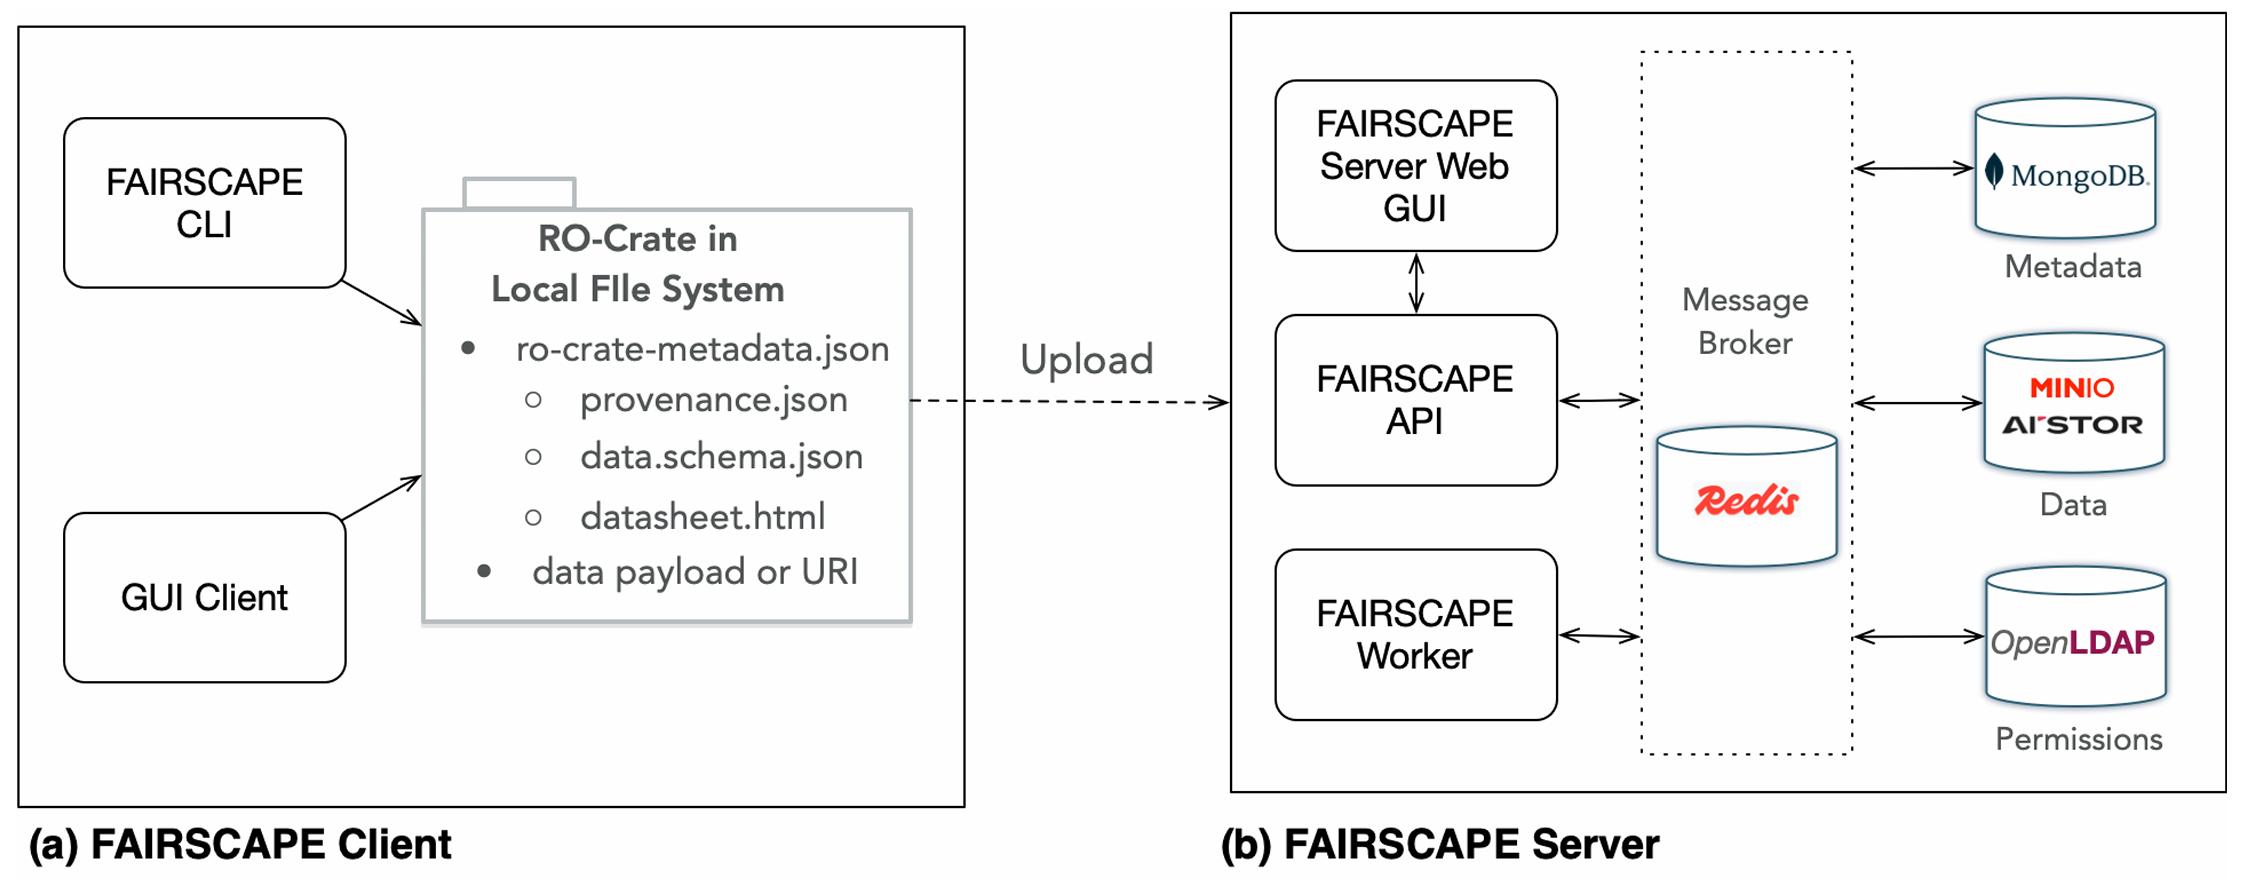 FAIRSCAPE
CLI
GUI Client
RO-Crate in
Local FIle System
• ro-crate-metadata.json
○ provenance.json
○ data.schema.json
○ datasheet.html
• data payload or URI
(a) FAIRSCAPE Client
Upload
FAIRSCAPE
Server Web
GUI
FAIRSCAPE
API
FAIRSCAPE
Worker
Message
Broker
Redis
MongoDB.
Metadata
MINIO
AISTOR
Data
OpenLDAP
Permissions
(b) FAIRSCAPE Server